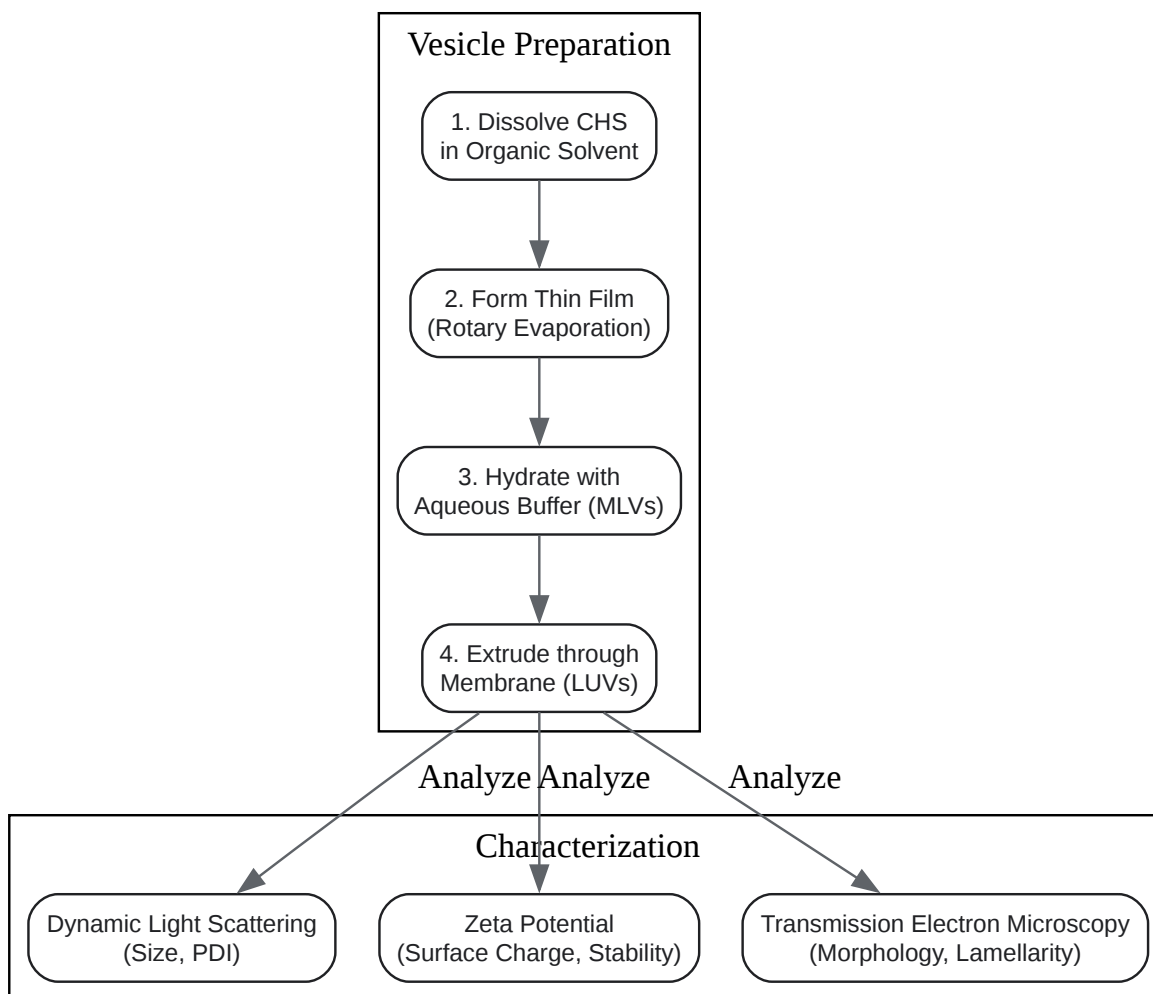 Vesicle Preparation
1. Dissolve CHS
in Organic Solvent
2. Form Thin Film
(Rotary Evaporation)
3. Hydrate with
Aqueous Buffer (MLVs)
4. Extrude through
Membrane (LUVs)
Analyze Analyze Analyze
Characterization
Dynamic Light Scattering
(Size, PDI)
Zeta Potential
(Surface Charge, Stability)
Transmission Electron Microscopy
(Morphology, Lamellarity)